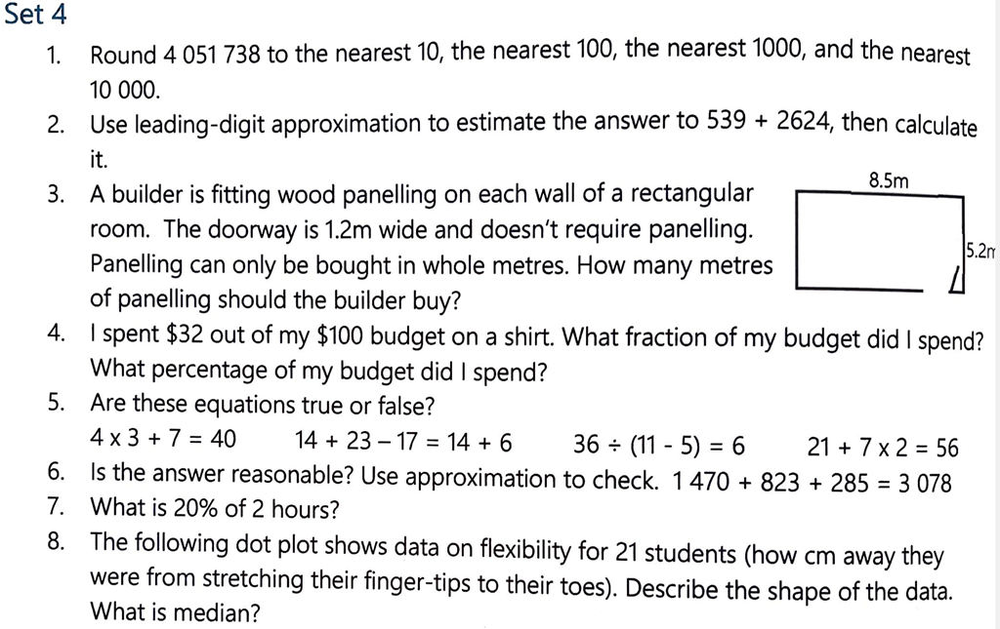 Set 4
1. Round 4 051 738 to the nearest 10, the nearest 100, the nearest 1000, and the nearest
10 000.
2. Use leading-digit approximation to estimate the answer to 539 + 2624, then calculate
it.
8.5m
3. A builder is fitting wood panelling on each wall of a rectangular
room. The doorway is 1.2m wide and doesn't require panelling.
5.2m
Panelling can only be bought in whole metres. How many metres
of panelling should the builder buy?
4. I spent $32 out of my $100 budget on a shirt. What fraction of my budget did I spend?
What percentage of my budget did I spend?
5. Are these equations true or false?
4 x 3 + 7 = 40 14 + 23 – 17 = 14 + 6 36 ÷ (11 - 5) = 6 21 + 7 x 2 = 56
6. Is the answer reasonable? Use approximation to check. 1 470 + 823 + 285 = 3 078
7. What is 20% of 2 hours?
8. The following dot plot shows data on flexibility for 21 students (how cm away they
were from stretching their finger-tips to their toes). Describe the shape of the data.
What is median?